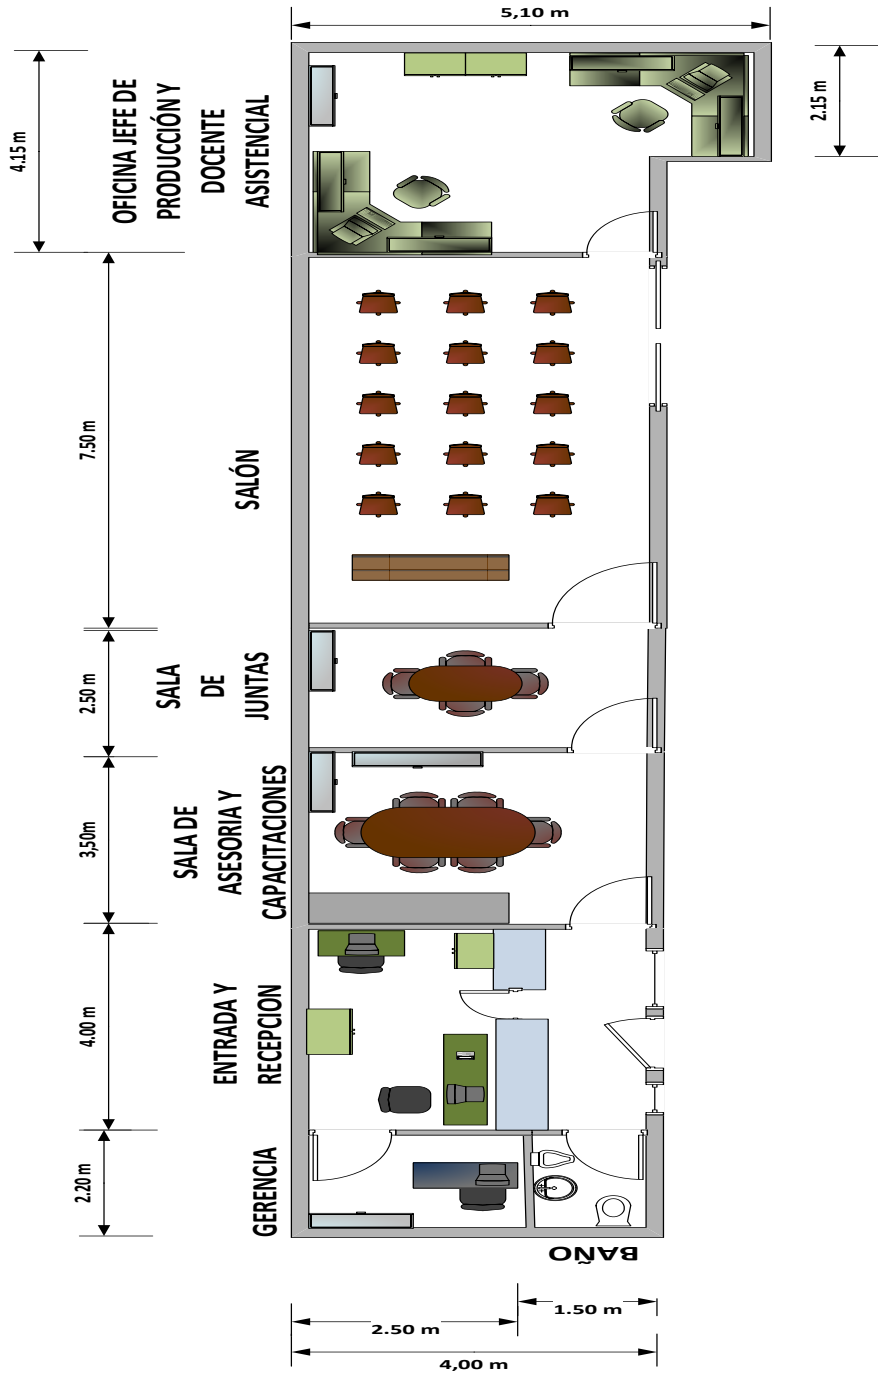 5,10 m
4.15 m
OFICINA JEFE DE
PRODUCCIÓN Y
DOCENTE
ASISTENCIAL
2.15 m
7.50 m
SALÓN
2.50 m
SALA
DE
JUNTAS
3,50m
SALA DE
ASESORIA Y
CAPACITACIONES
4.00 m
ENTRADA Y
RECEPCION
2.20 m
GERENCIA
BAÑO
1.50 m
2.50 m
4,00 m